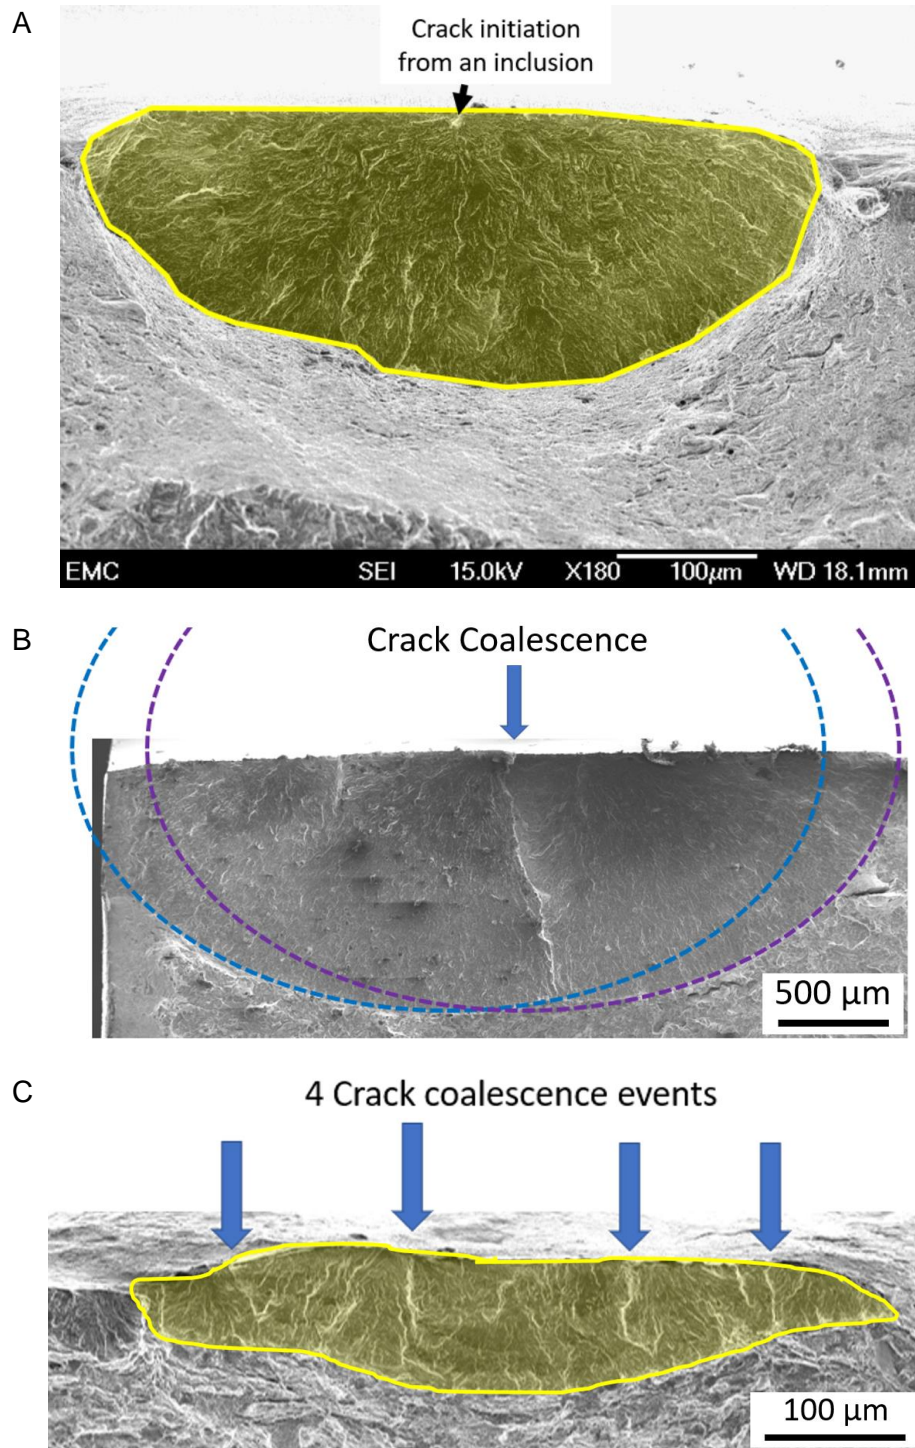 A
Crack initiation
from an inclusion
EMC SEI 15.0kV X180 100μm WD 18.1mm
B
Crack Coalescence
500 μm
C
4 Crack coalescence events
100 μm